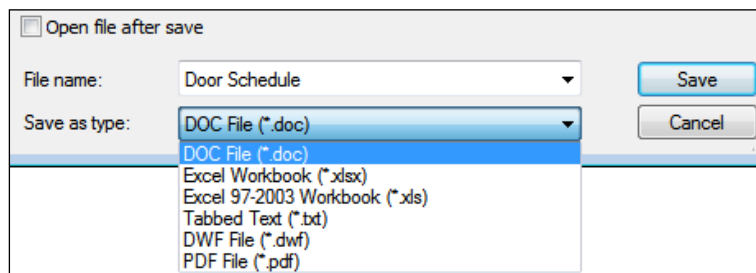 Open file after save
File name: Door Schedule Save
Save as type: DOC File (*.doc) Cancel
DOC File (*.doc)
Excel Workbook (*.xlsx)
Excel 97-2003 Workbook (*.xls)
Tabbed Text (*.txt)
DWF File (*.dwf)
PDF File (*.pdf)